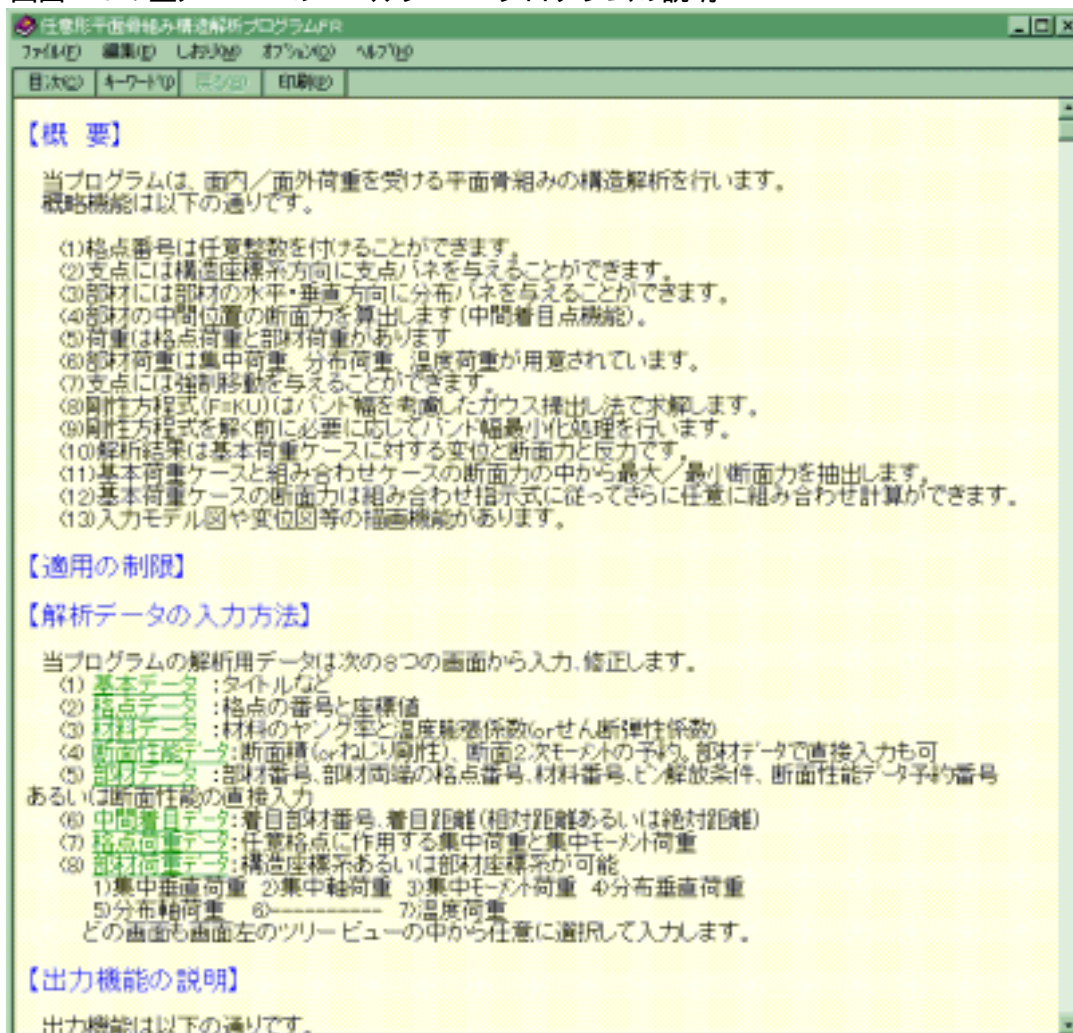 任意形平面骨組み構造解析プログラムFR
ファイル(F) 編集(E) しおり(M) オプション(O) ヘルプ(H)
目次(C) キーワード(I) 戻る(B) 印刷(P)
【概 要】
当プログラムは、面内／面外荷重を受ける平面骨組みの構造解析を行います。
概略機能は以下の通りです。
(1)格点番号は任意整数を付けることができます。
(2)支点には構造座標系方向に支点バネを与えることができます。
(3)部材には部材の水平・垂直方向に分布バネを与えることができます。
(4)部材の中間位置の断面力を算出します(中間着目点機能)。
(5)荷重は格点荷重と部材荷重があります
(6)部材荷重は集中荷重、分布荷重、温度荷重が用意されています。
(7)支点には強制移動を与えることができます。
(8)剛性方程式(F=KU)はバンド幅を考慮したガウス掃出し法で求解します。
(9)剛性方程式を解く前に必要に応じてバンド幅最小化処理を行います。
(10)解析結果は基本荷重ケースに対する変位と断面力と反力です。
(11)基本荷重ケースと組み合わせケースの断面力の中から最大／最小断面力を抽出します。
(12)基本荷重ケースの断面力は組み合わせ指示式に従ってさらに任意に組み合わせ計算ができます。
(13)入力モデル図や変位図等の描画機能があります。
【適用の制限】
【解析データの入力方法】
当プログラムの解析用データは次の8つの画面から入力、修正します。
(1) 基本データ :タイトルなど
(2) 格点データ :格点の番号と座標値
(3) 材料データ :材料のヤング率と温度膨張係数(orせん断弾性係数)
(4) 断面性能データ:断面積(orねじり剛性)、断面2次モーメントの予約。部材データで直接入力も可
(5) 部材データ :部材番号、部材両端の格点番号、材料番号、ピン解放条件、断面性能データ予約番号
あるいは断面性能の直接入力
(6) 中間着目データ:着目部材番号、着目距離(相対距離あるいは絶対距離)
(7) 格点荷重データ:任意格点に作用する集中荷重と集中モーメント荷重
(8) 部材荷重データ:構造座標系あるいは部材座標系が可能
1)集中垂直荷重 2)集中軸荷重 3)集中モーメント荷重 4)分布垂直荷重
5)分布軸荷重 6)----------- 7)温度荷重
どの画面も画面左のツリービューの中から任意に選択して入力します。
【出力機能の説明】
出力機能は以下の通りです。